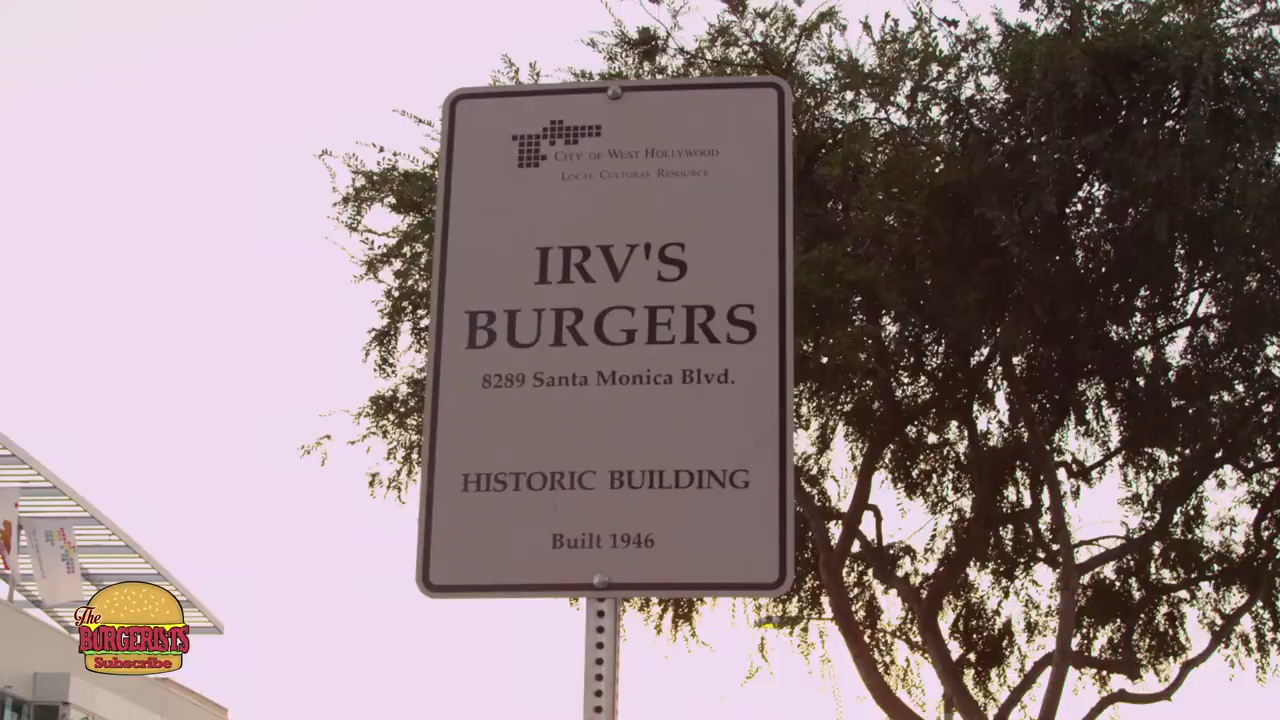 City of West Hollywood
Local Cultural Resource
IRV'S
BURGERS
8289 Santa Monica Blvd.
HISTORIC BUILDING
Built 1946
The
BURGERISTS
Subscribe